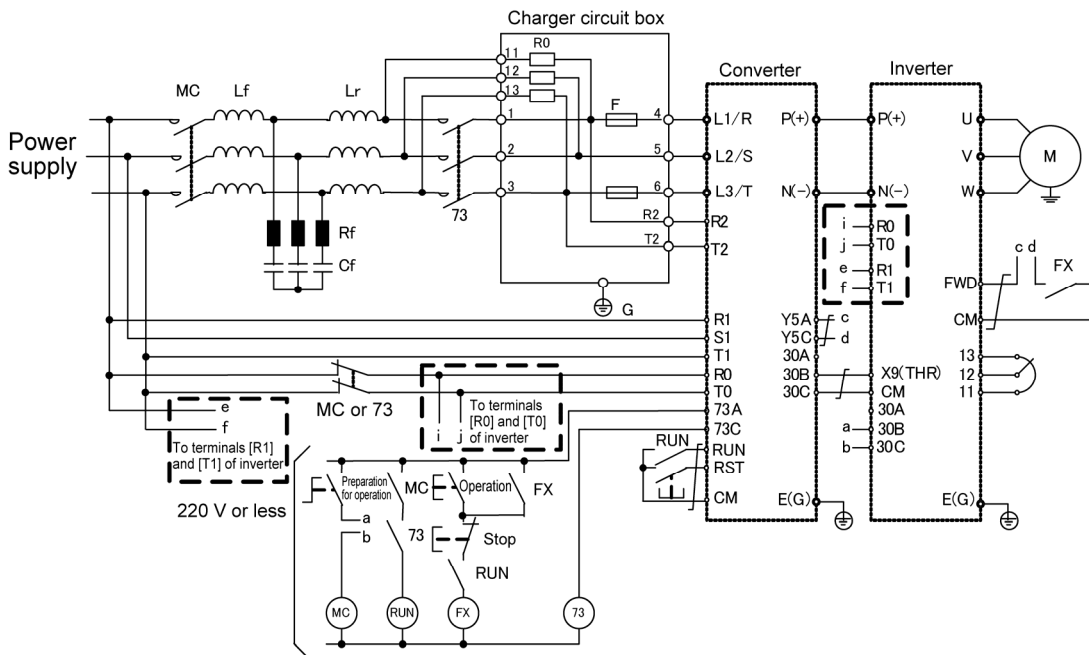 Charger circuit box
11
R0
12
13
MC
Lf
Lr
Converter
Inverter
Power
supply
1
F
4
L1/R
P(+)
P(+)
U
2
5
L2/S
V
M
3
6
L3/T
N(-)
N(-)
W
73
R2
R2
i
R0
Rf
T2
T2
j
T0
c d
FX
Cf
e
R1
f
T1
FWD
G
R1
Y5A
c
CM
S1
Y5C
d
T1
30A
13
R0
30B
X9(THR)
12
T0
30C
CM
11
MC or 73
To terminals
[R0] and [T0]
of inverter
i
j
73A
30A
e
f
To terminals [R1]
and [T1] of inverter
73C
a
30B
RUN
RUN
b
30C
RST
CM
E(G)
E(G)
220 V or less
Preparation
for operation
MC
Operation
FX
a
b
73
Stop
RUN
MC
RUN
FX
73